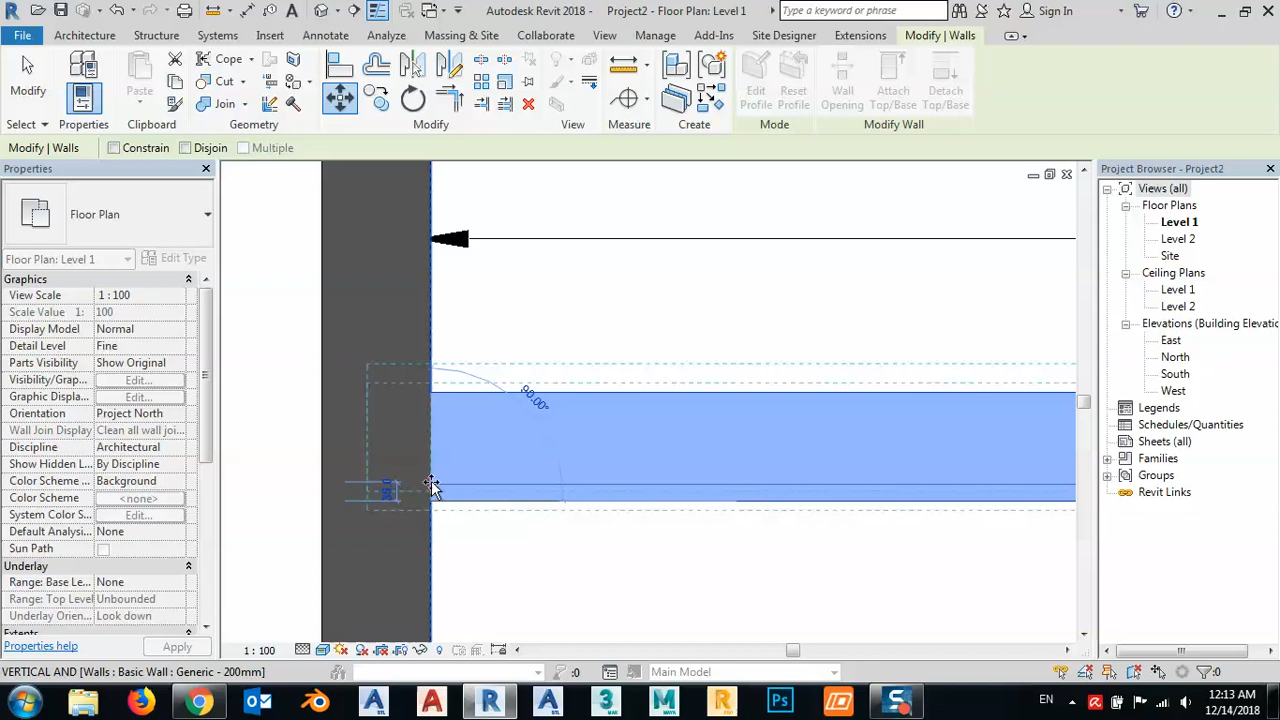 Autodesk Revit 2018 - Project2 - Floor Plan: Level 1
Type a keyword or phrase
Sign In
File Architecture Structure Systems Insert Annotate Analyze Massing & Site Collaborate View Manage Add-Ins Site Designer Extensions Modify | Walls
Modify
Paste
Cope
Cut
Join
Edit Profile
Reset Profile
Wall Opening
Attach Top/Base
Detach Top/Base
Select Properties Clipboard Geometry Modify View Measure Create Mode Modify Wall
Modify | Walls Constrain Disjoin Multiple
Properties
Floor Plan
Floor Plan: Level 1 Edit Type
Graphics
View Scale 1 : 100
Scale Value 1: 100
Display Model Normal
Detail Level Fine
Parts Visibility Show Original
Visibility/Grap... Edit...
Graphic Displa... Edit...
Orientation Project North
Wall Join Display Clean all wall joi...
Discipline Architectural
Show Hidden L... By Discipline
Color Scheme ... Background
Color Scheme <none>
System Color S... Edit...
Default Analysi... None
Sun Path
Underlay
Range: Base Le... None
Range: Top Level Unbounded
Underlay Orien... Look down
Extents
Properties help Apply
90.00°
Project Browser - Project2
Views (all)
Floor Plans
Level 1
Level 2
Site
Ceiling Plans
Level 1
Level 2
Elevations (Building Elevatio
East
North
South
West
Legends
Schedules/Quantities
Sheets (all)
Families
Groups
Revit Links
1 : 100
VERTICAL AND [Walls : Basic Wall : Generic - 200mm]
:0
Main Model
:0
EN
12:13 AM
12/14/2018